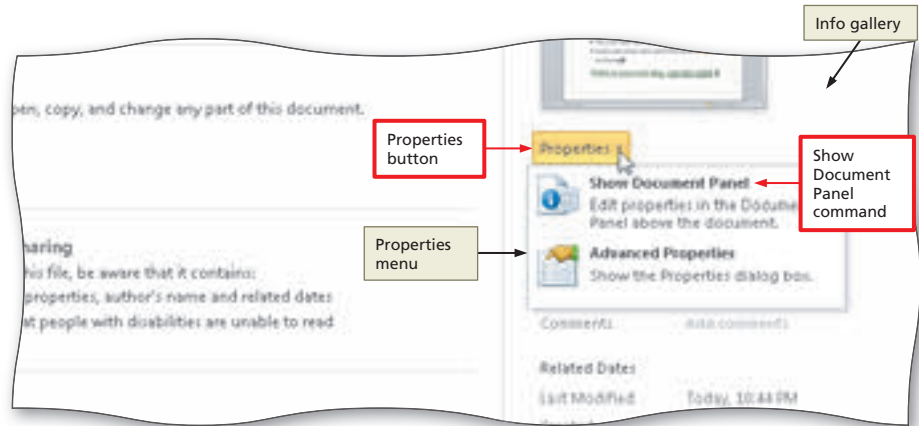 Info gallery
pen, copy, and change any part of this document.
Properties
button
Properties
Show
Document
Panel
command
Show Document Panel
Edit properties in the Docume
Panel above the document.
Properties
menu
Advanced Properties
Show the Properties dialog box.
haring
his file, be aware that it contains:
properties, author's name and related dates
at people with disabilities are unable to read
Comments
Add comments
Related Dates
Last Modified
Today, 10:44 PM